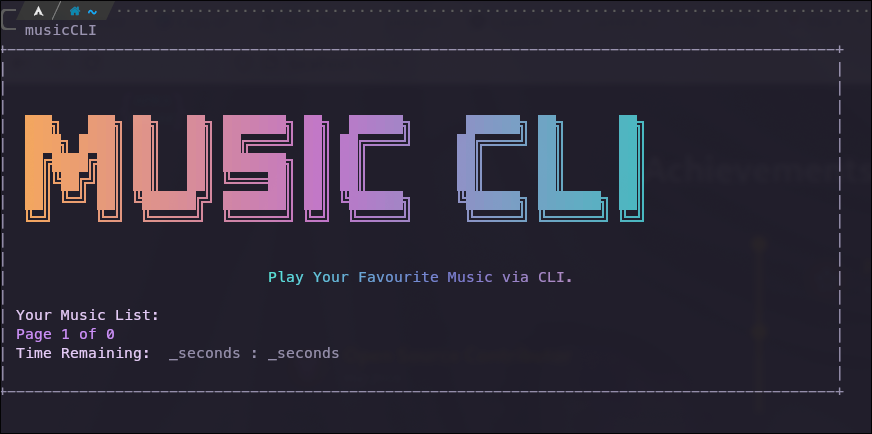 musicCLI
MUSIC CLI
Play Your Favourite Music via CLI.
Achievements
Your Music List:
Page 1 of 0
Time Remaining: _seconds : _seconds